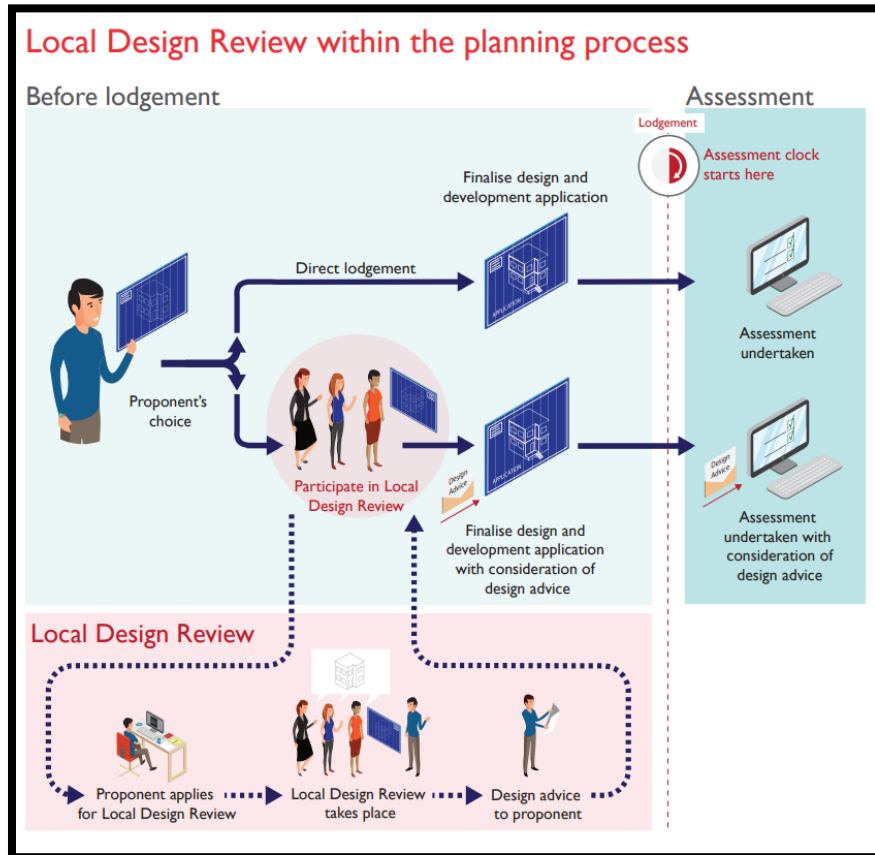 Local Design Review within the planning process
Before lodgement
Assessment
Lodgement
Assessment clock
starts here
Finalise design and
development application
Direct lodgement
APPLICATION
Assessment
undertaken
Proponent's
choice
Participate in Local
Design Review
Design
Advice
APPLICATION
Finalise design and
development application
with consideration of
design advice
Design
Advice
Assessment
undertaken with
consideration of
design advice
Local Design Review
Proponent applies
for Local Design Review
Local Design Review
takes place
Design advice
to proponent